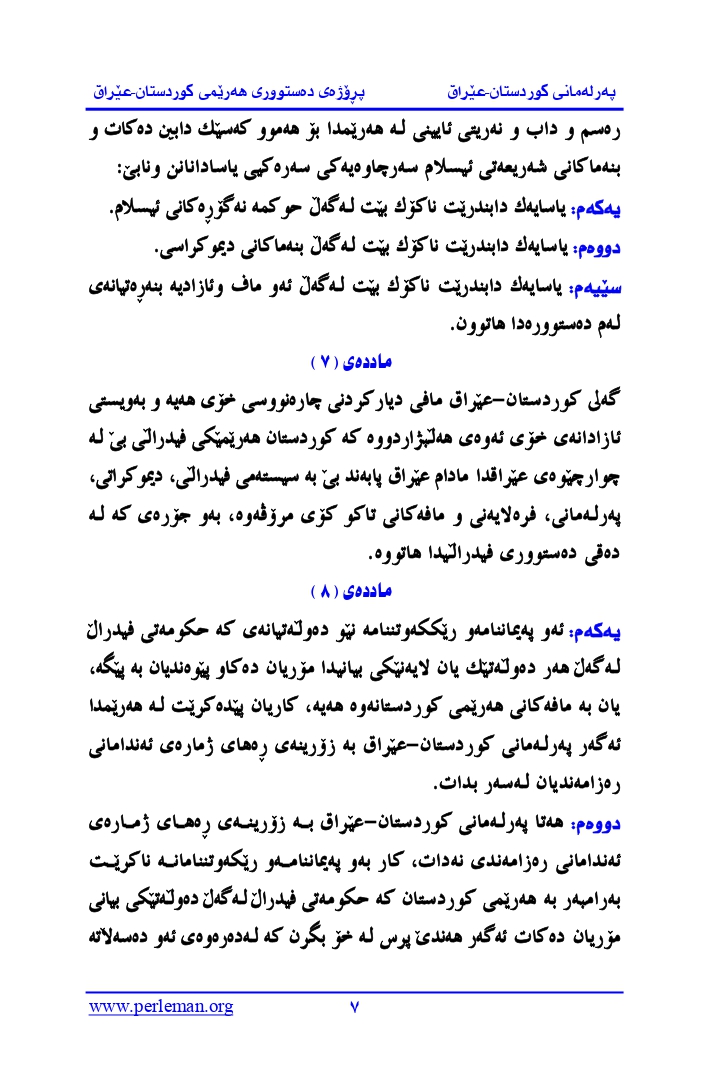 پەرلەمانی کوردستان-عێراق پڕۆژەی دەستووری هەرێمی کوردستان-عێراق
رەسم و داب و نەریتی ئایینی لە هەرێمدا بۆ هەموو کەسێك دابین دەکات و
بنەماکانی شەریعەتی ئیسلام سەرچاوەیەکی سەرەکیی یاسادانانن ونابێ:
یەکەم: یاسایەك دابندرێت ناکۆك بێت لەگەڵ حوکمە نەگۆڕەکانی ئیسلام.
دووەم: یاسایەك دابندرێت ناکۆك بێت لەگەڵ بنەماکانی دیموکراسی.
سێیەم: یاسایەك دابندرێت ناکۆك بێت لەگەڵ ئەو ماف وئازادیە بنەڕەتیانەی
لەم دەستوورەدا هاتوون.
ماددەی (٧)
گەلی کوردستان–عێراق مافی دیارکردنی چارەنووسی خۆی هەیە و بەویستی
ئازادانەی خۆی ئەوەی هەڵبژاردووە کە کوردستان هەرێمێکی فیدراڵی بێ لە
چوارچێوەی عێراقدا مادام عێراق پابەند بێ بە سیستەمی فیدراڵی، دیموکراتی،
پەرلەمانی، فرەلایەنی و مافەکانی تاکو کۆی مرۆڤەوە، بەو جۆرەی کە لە
دەقی دەستووری فیدراڵیدا هاتووە.
ماددەی (٨)
یەکەم: ئەو پەیماننامەو رێککەوتننامە نێو دەوڵەتیانەی کە حکومەتی فیدراڵ
لەگەڵ هەر دەوڵەتێك یان لایەنێکی بیانیدا مۆریان دەکاو پێوەندیان بە پێگە،
یان بە مافەکانی هەرێمی کوردستانەوە هەیە، کاریان پێدەکرێت لە هەرێمدا
ئەگەر پەرلەمانی کوردستان–عێراق بە زۆرینەی ڕەهای ژمارەی ئەندامانی
رەزامەندیان لەسەر بدات.
دووەم: هەتا پەرلەمانی کوردستان–عێراق بە زۆرینەی ڕەهای ژمارەی
ئەندامانی رەزامەندی نەدات، کار بەو پەیماننامەو رێکەوتننامانە ناکرێت
بەرامبەر بە هەرێمی کوردستان کە حکومەتی فیدراڵ لەگەڵ دەوڵەتێکی بیانی
مۆریان دەکات ئەگەر هەندێ پرس لە خۆ بگرن کە لەدەرەوەی ئەو دەسەلاتە
www.perleman.org ٧